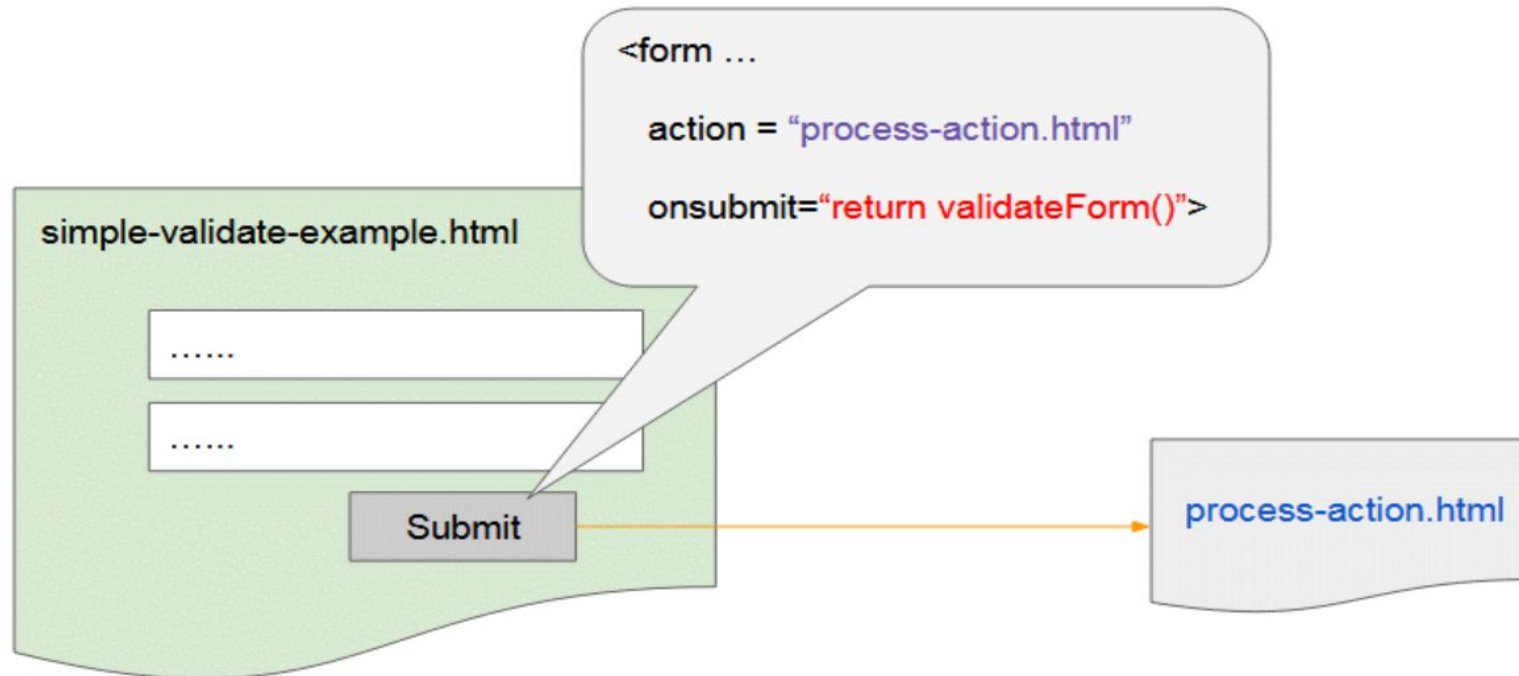 <form …
action = “process-action.html”
onsubmit=“return validateForm()”>
simple-validate-example.html
…...
…...
Submit
process-action.html